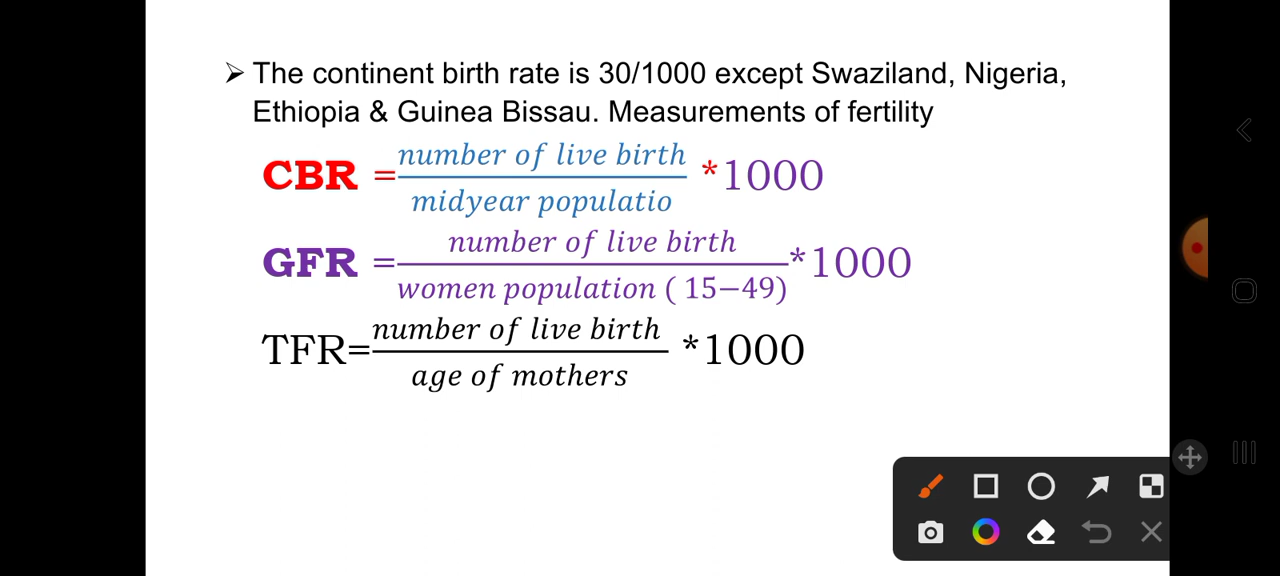 ➢ The continent birth rate is 30/1000 except Swaziland, Nigeria,
Ethiopia & Guinea Bissau. Measurements of fertility
CBR = number of live birth / midyear populatio *1000
GFR = number of live birth / women population ( 15−49) *1000
TFR= number of live birth / age of mothers *1000